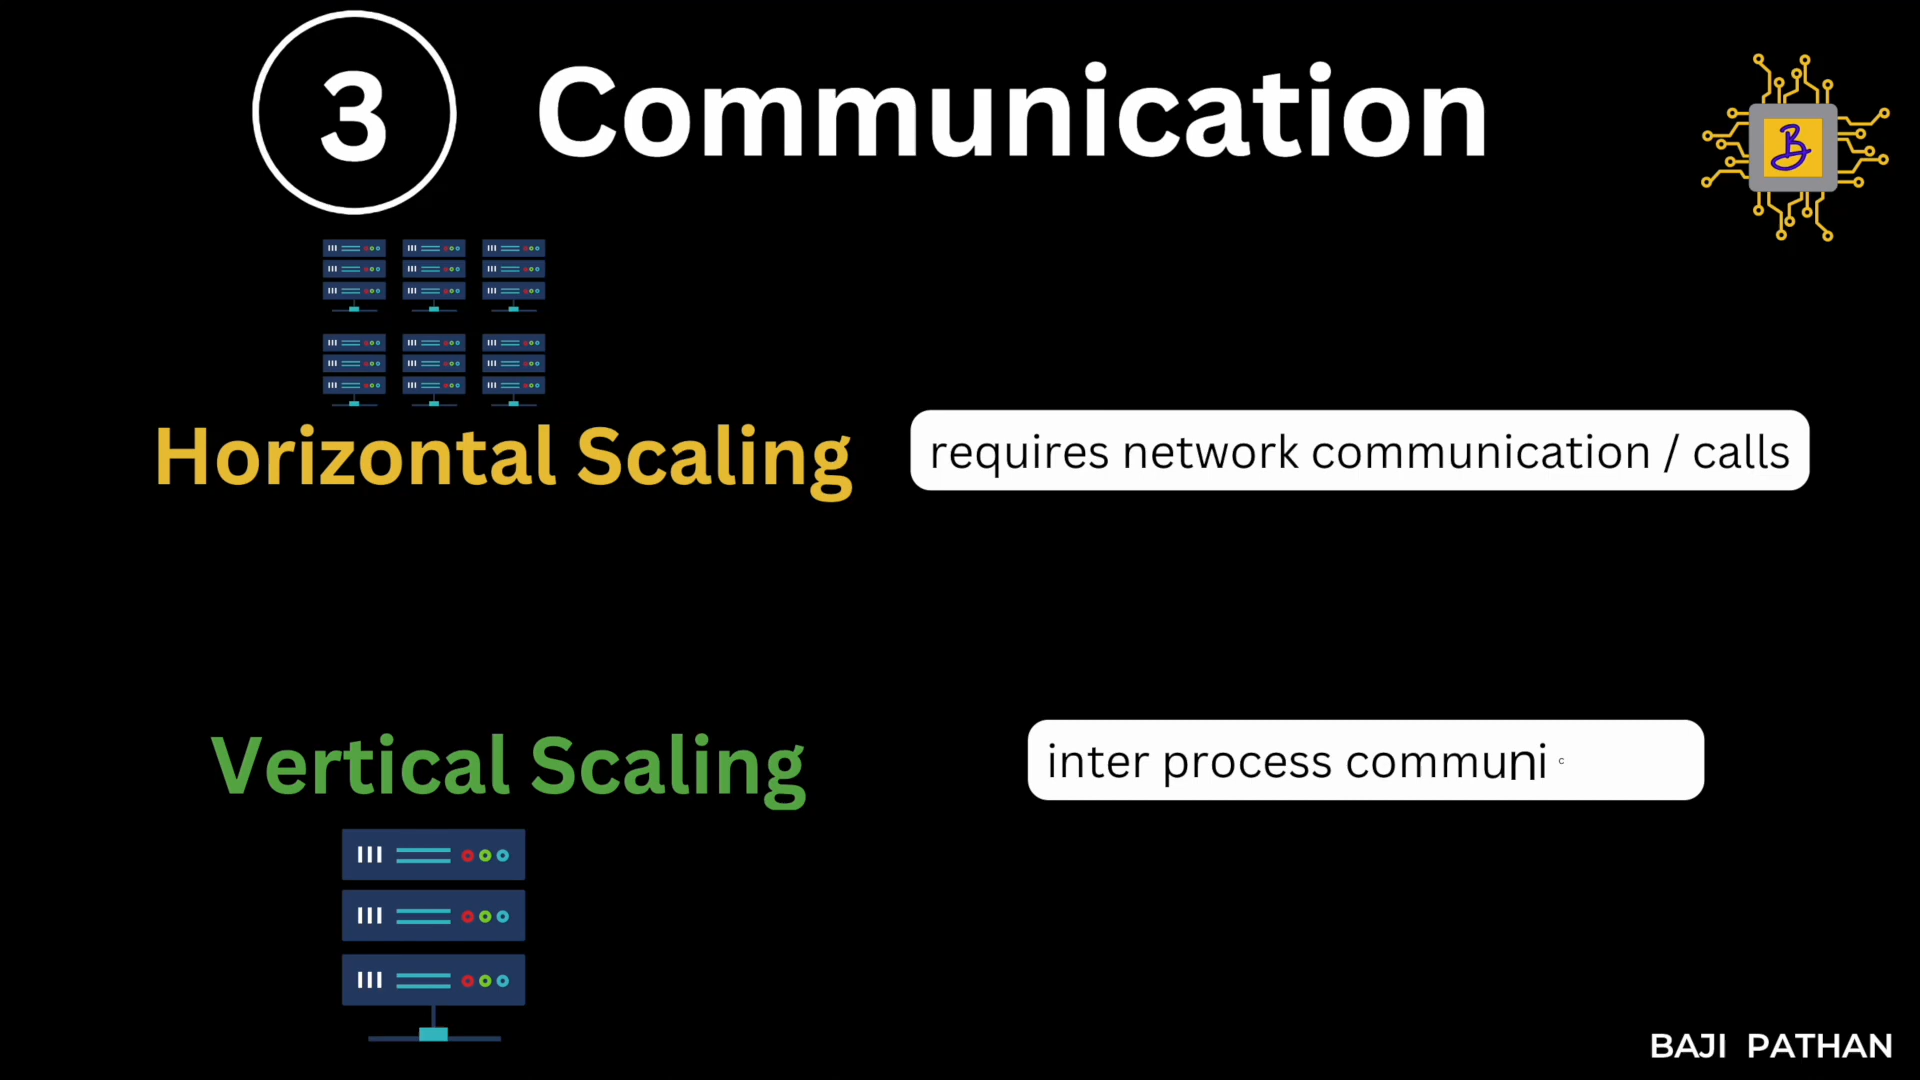 3 Communication
B
Horizontal Scaling
requires network communication / calls
Vertical Scaling
inter process communi c
BAJI PATHAN